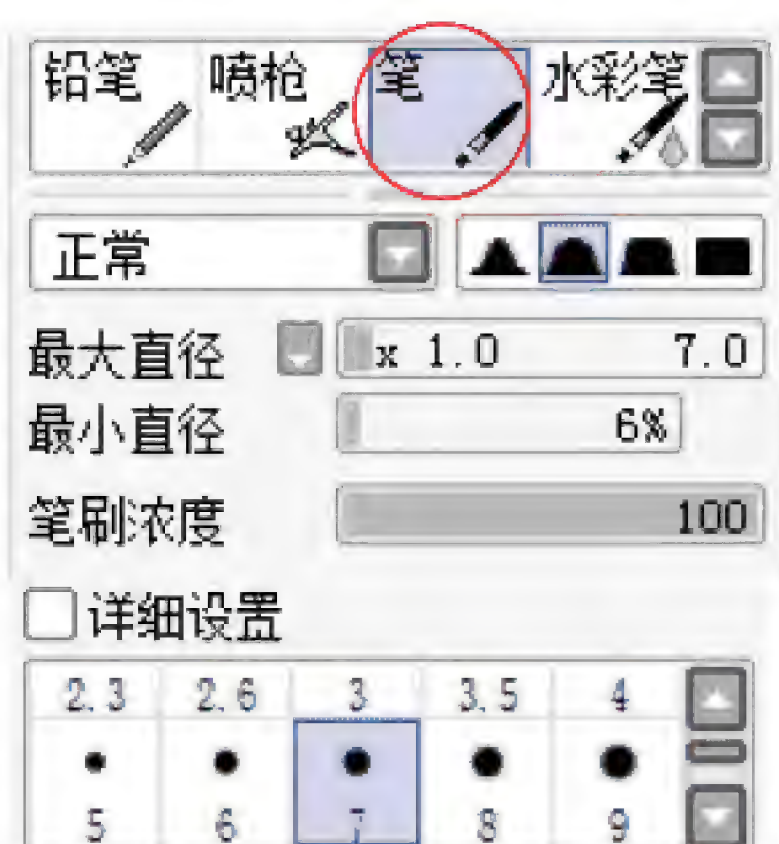 铅笔 喷枪 笔 水彩笔
正常
最大直径 x 1.0 7.0
最小直径 6%
笔刷浓度 100
详细设置
2.3 2.6 3 3.5 4
5 6 7 8 9